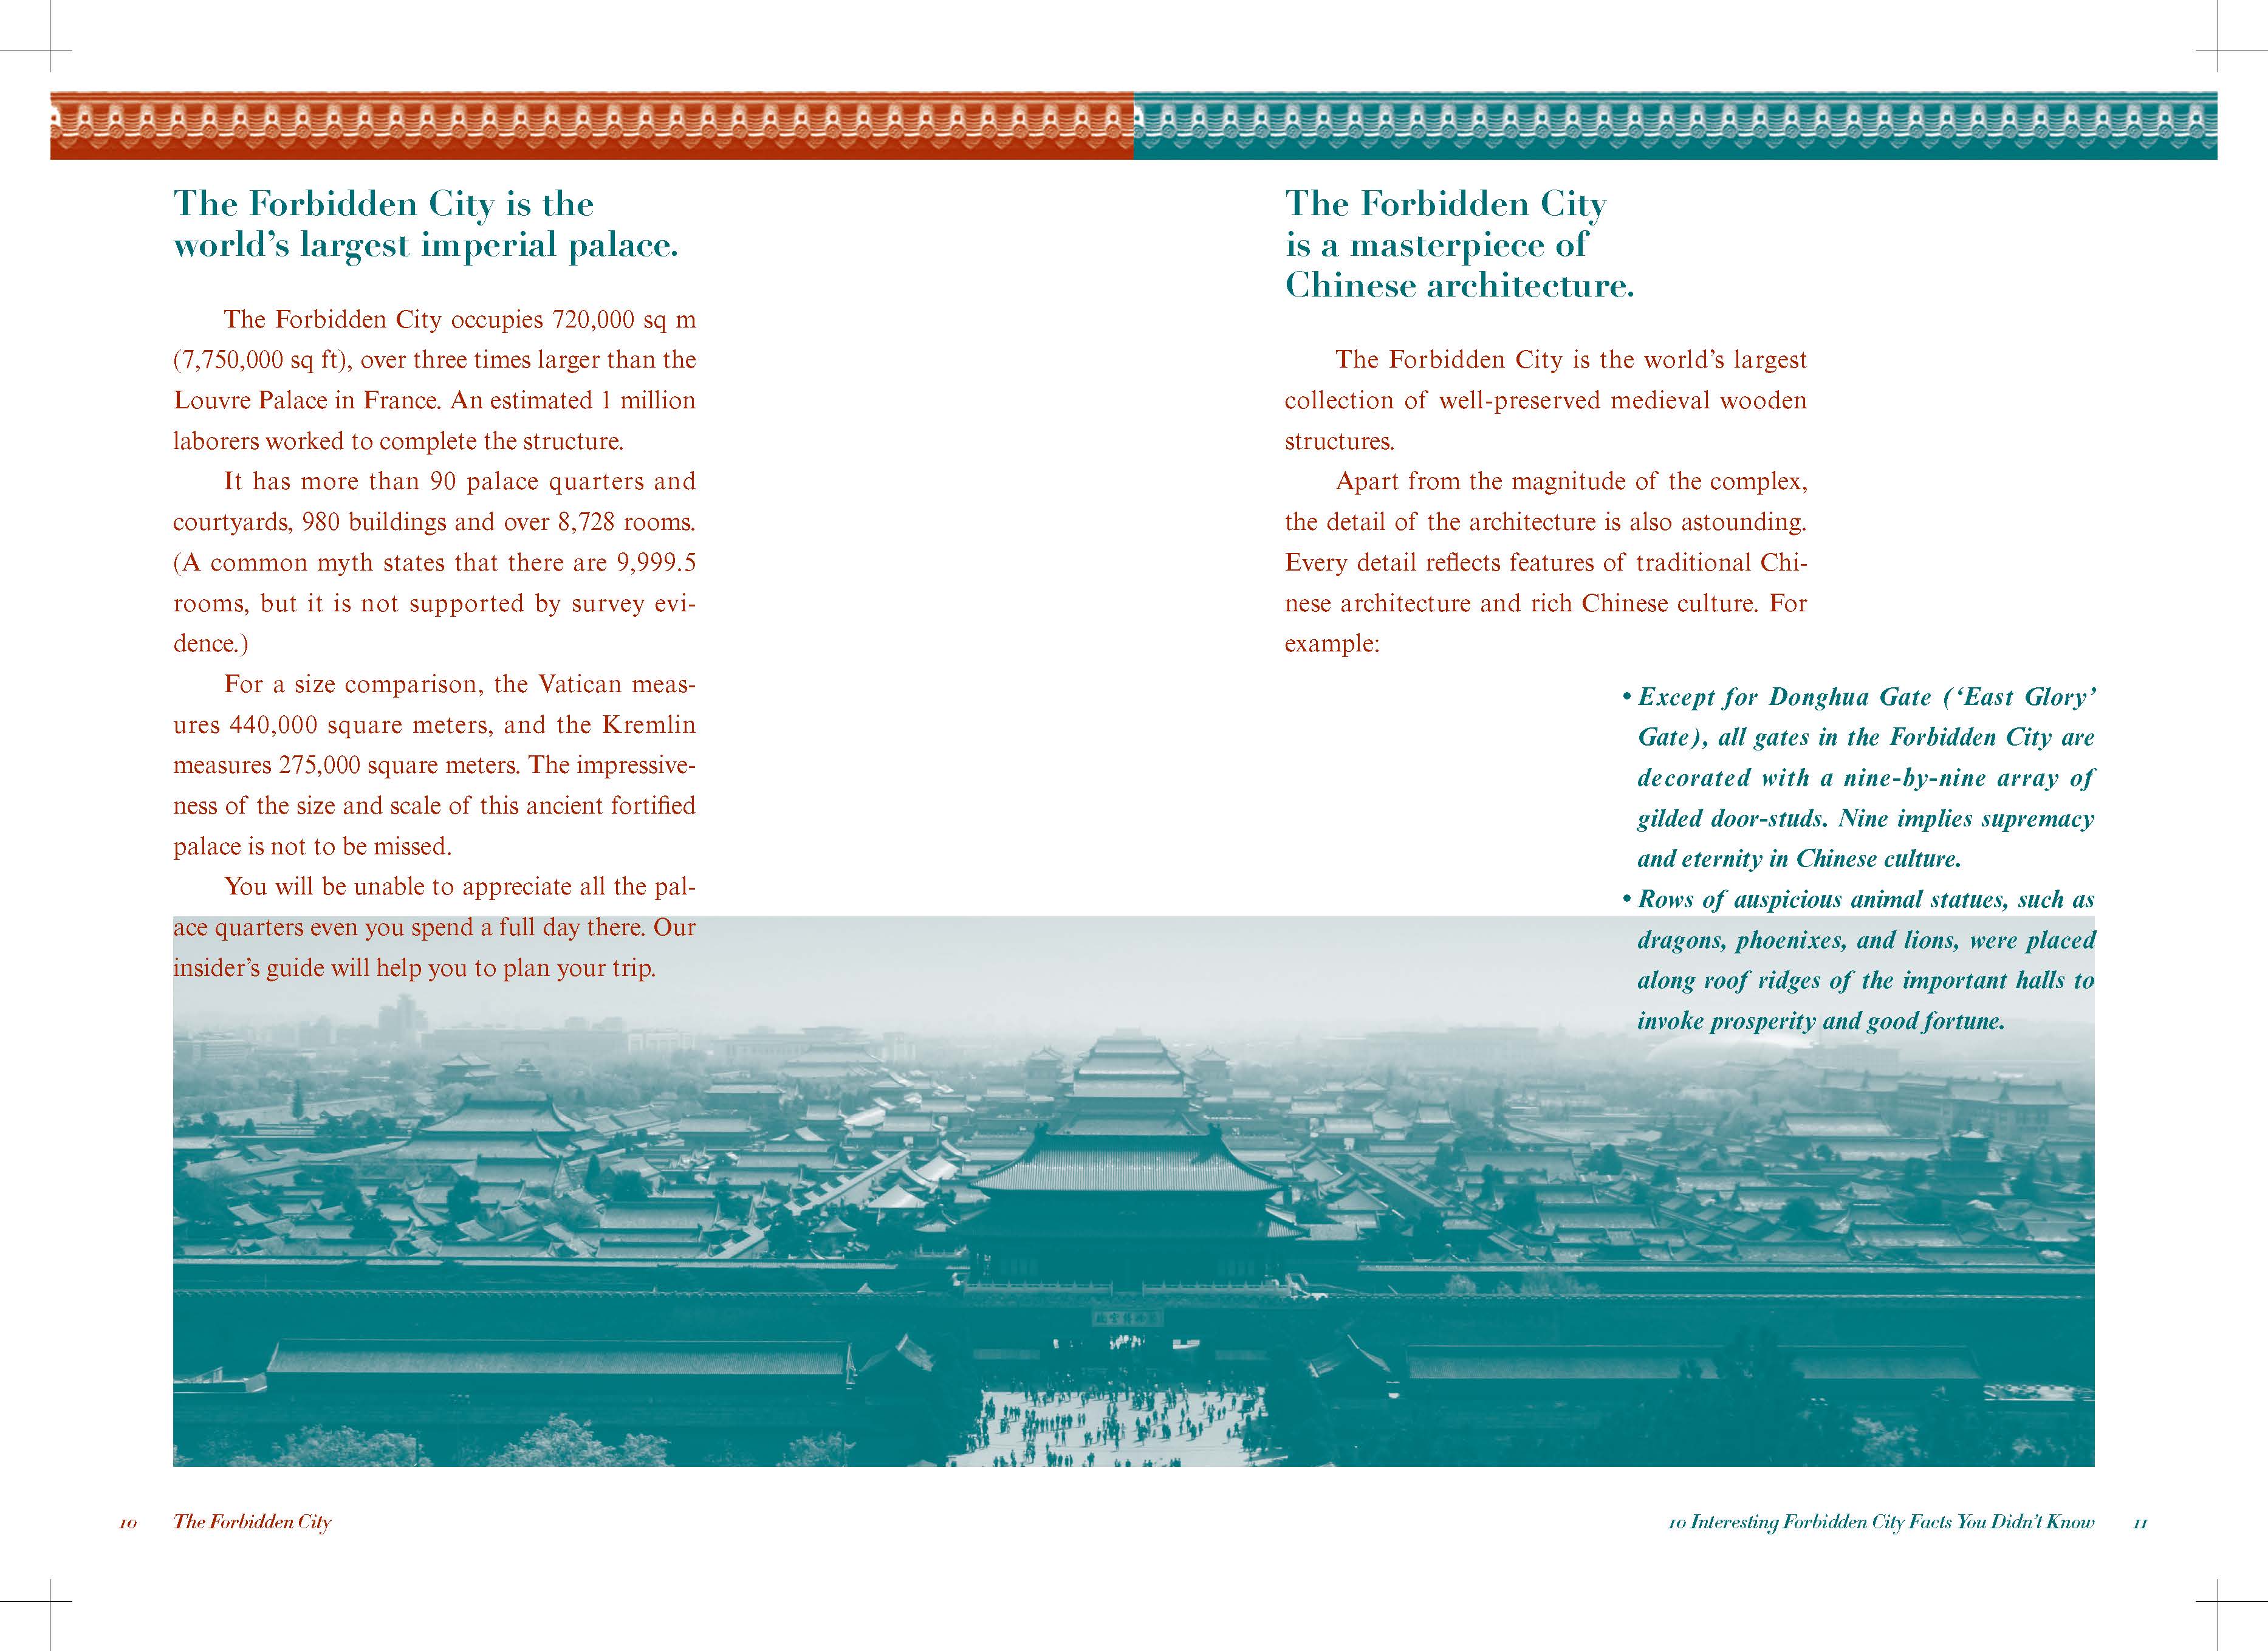 The Forbidden City is the
world’s largest imperial palace.
The Forbidden City occupies 720,000 sq m
(7,750,000 sq ft), over three times larger than the
Louvre Palace in France. An estimated 1 million
laborers worked to complete the structure.
It has more than 90 palace quarters and
courtyards, 980 buildings and over 8,728 rooms.
(A common myth states that there are 9,999.5
rooms, but it is not supported by survey evi-
dence.)
For a size comparison, the Vatican meas-
ures 440,000 square meters, and the Kremlin
measures 275,000 square meters. The impressive-
ness of the size and scale of this ancient fortified
palace is not to be missed.
You will be unable to appreciate all the pal-
ace quarters even you spend a full day there. Our
insider’s guide will help you to plan your trip.
The Forbidden City
is a masterpiece of
Chinese architecture.
The Forbidden City is the world’s largest
collection of well-preserved medieval wooden
structures.
Apart from the magnitude of the complex,
the detail of the architecture is also astounding.
Every detail reflects features of traditional Chi-
nese architecture and rich Chinese culture. For
example:
• Except for Donghua Gate (‘East Glory’
Gate), all gates in the Forbidden City are
decorated with a nine-by-nine array of
gilded door-studs. Nine implies supremacy
and eternity in Chinese culture.
• Rows of auspicious animal statues, such as
dragons, phoenixes, and lions, were placed
along roof ridges of the important halls to
invoke prosperity and good fortune.
10 The Forbidden City
10 Interesting Forbidden City Facts You Didn’t Know 11